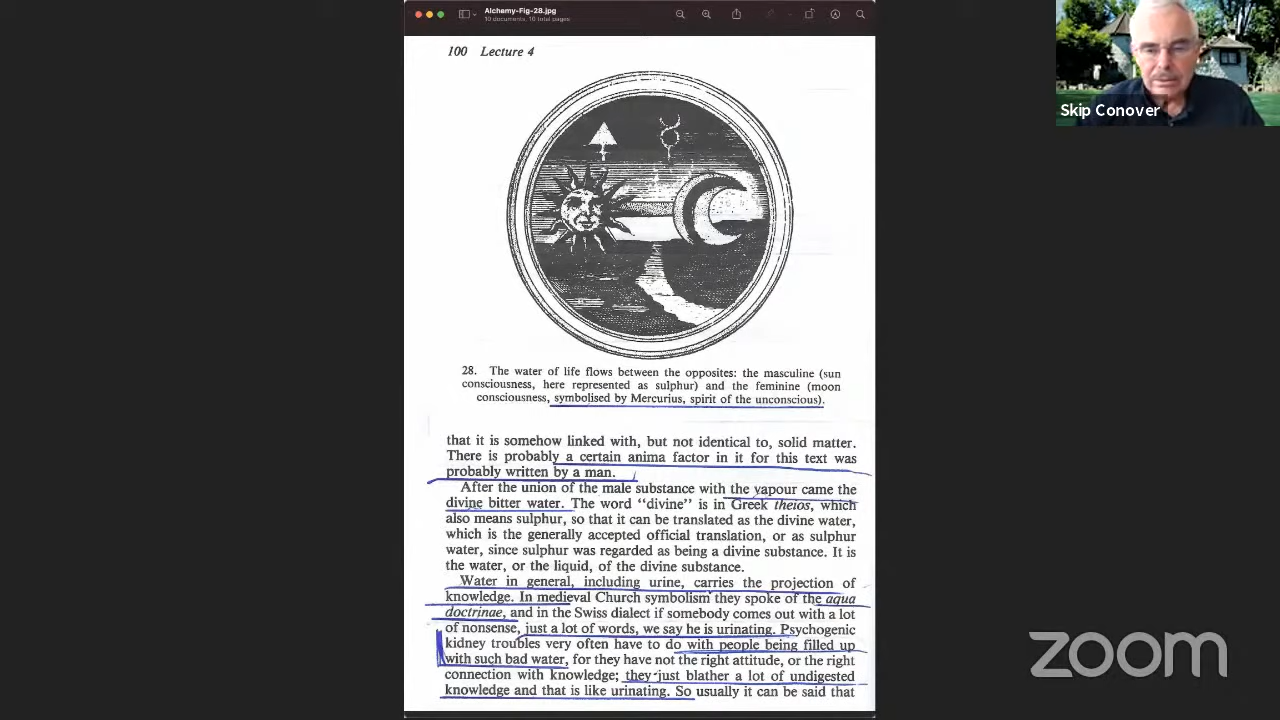 Alchemy-Fig-28.jpg
10 documents, 10 total pages
Skip Conover
100 Lecture 4
28. The water of life flows between the opposites: the masculine (sun
consciousness, here represented as sulphur) and the feminine (moon
consciousness, symbolised by Mercurius, spirit of the unconscious).
that it is somehow linked with, but not identical to, solid matter.
There is probably a certain anima factor in it for this text was
probably written by a man.
After the union of the male substance with the vapour came the
divine bitter water. The word "divine" is in Greek theios, which
also means sulphur, so that it can be translated as the divine water,
which is the generally accepted official translation, or as sulphur
water, since sulphur was regarded as being a divine substance. It is
the water, or the liquid, of the divine substance.
Water in general, including urine, carries the projection of
knowledge. In medieval Church symbolism they spoke of the aqua
doctrinae, and in the Swiss dialect if somebody comes out with a lot
of nonsense, just a lot of words, we say he is urinating. Psychogenic
kidney troubles very often have to do with people being filled up
with such bad water, for they have not the right attitude, or the right
connection with knowledge; they just blather a lot of undigested
knowledge and that is like urinating. So usually it can be said that
zoom